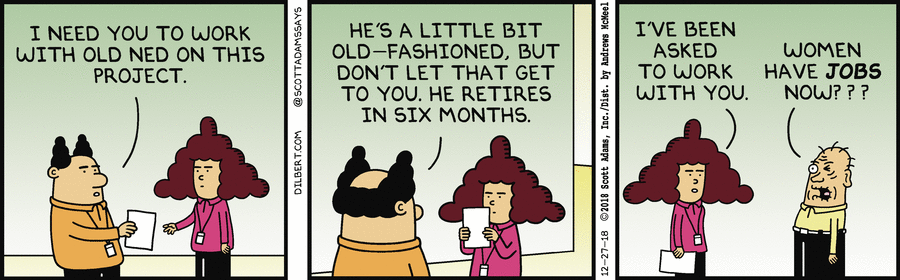 I NEED YOU TO WORK
WITH OLD NED ON THIS
PROJECT.
DILBERT.COM @SCOTTADAMSSAYS
HE'S A LITTLE BIT
OLD-FASHIONED, BUT
DON'T LET THAT GET
TO YOU. HE RETIRES
IN SIX MONTHS.
12-27-18 ©2018 Scott Adams, Inc./Dist. by Andrews McMeel
I'VE BEEN
ASKED
TO WORK
WITH YOU.
WOMEN
HAVE JOBS
NOW???